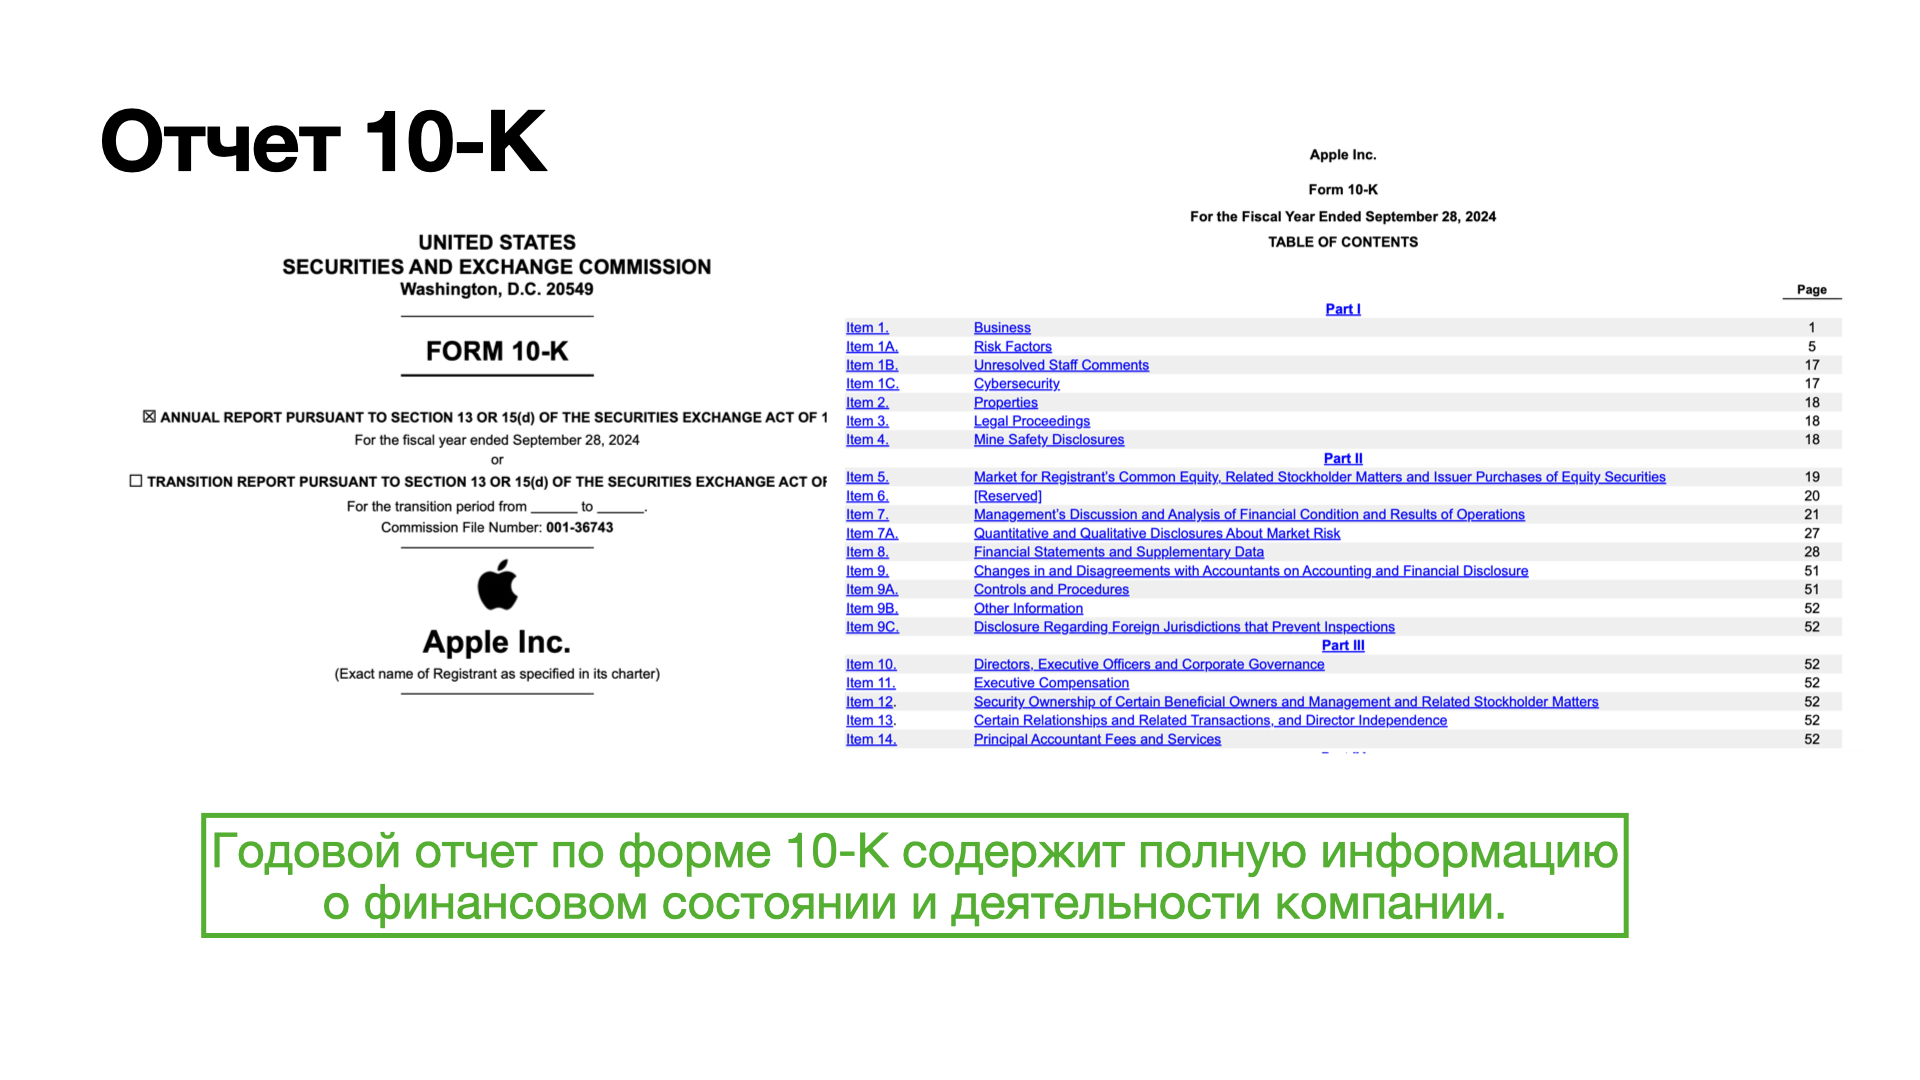 Отчет 10-K
UNITED STATES
SECURITIES AND EXCHANGE COMMISSION
Washington, D.C. 20549
FORM 10-K
☒ ANNUAL REPORT PURSUANT TO SECTION 13 OR 15(d) OF THE SECURITIES EXCHANGE ACT OF 1
For the fiscal year ended September 28, 2024
or
☐ TRANSITION REPORT PURSUANT TO SECTION 13 OR 15(d) OF THE SECURITIES EXCHANGE ACT OF
For the transition period from ______ to ______.
Commission File Number: 001-36743
Apple Inc.
(Exact name of Registrant as specified in its charter)
Apple Inc.
Form 10-K
For the Fiscal Year Ended September 28, 2024
TABLE OF CONTENTS
Page
Part I
Item 1. Business 1
Item 1A. Risk Factors 5
Item 1B. Unresolved Staff Comments 17
Item 1C. Cybersecurity 17
Item 2. Properties 18
Item 3. Legal Proceedings 18
Item 4. Mine Safety Disclosures 18
Part II
Item 5. Market for Registrant's Common Equity, Related Stockholder Matters and Issuer Purchases of Equity Securities 19
Item 6. [Reserved] 20
Item 7. Management's Discussion and Analysis of Financial Condition and Results of Operations 21
Item 7A. Quantitative and Qualitative Disclosures About Market Risk 27
Item 8. Financial Statements and Supplementary Data 28
Item 9. Changes in and Disagreements with Accountants on Accounting and Financial Disclosure 51
Item 9A. Controls and Procedures 51
Item 9B. Other Information 52
Item 9C. Disclosure Regarding Foreign Jurisdictions that Prevent Inspections 52
Part III
Item 10. Directors, Executive Officers and Corporate Governance 52
Item 11. Executive Compensation 52
Item 12. Security Ownership of Certain Beneficial Owners and Management and Related Stockholder Matters 52
Item 13. Certain Relationships and Related Transactions, and Director Independence 52
Item 14. Principal Accountant Fees and Services 52
Годовой отчет по форме 10-K содержит полную информацию
о финансовом состоянии и деятельности компании.